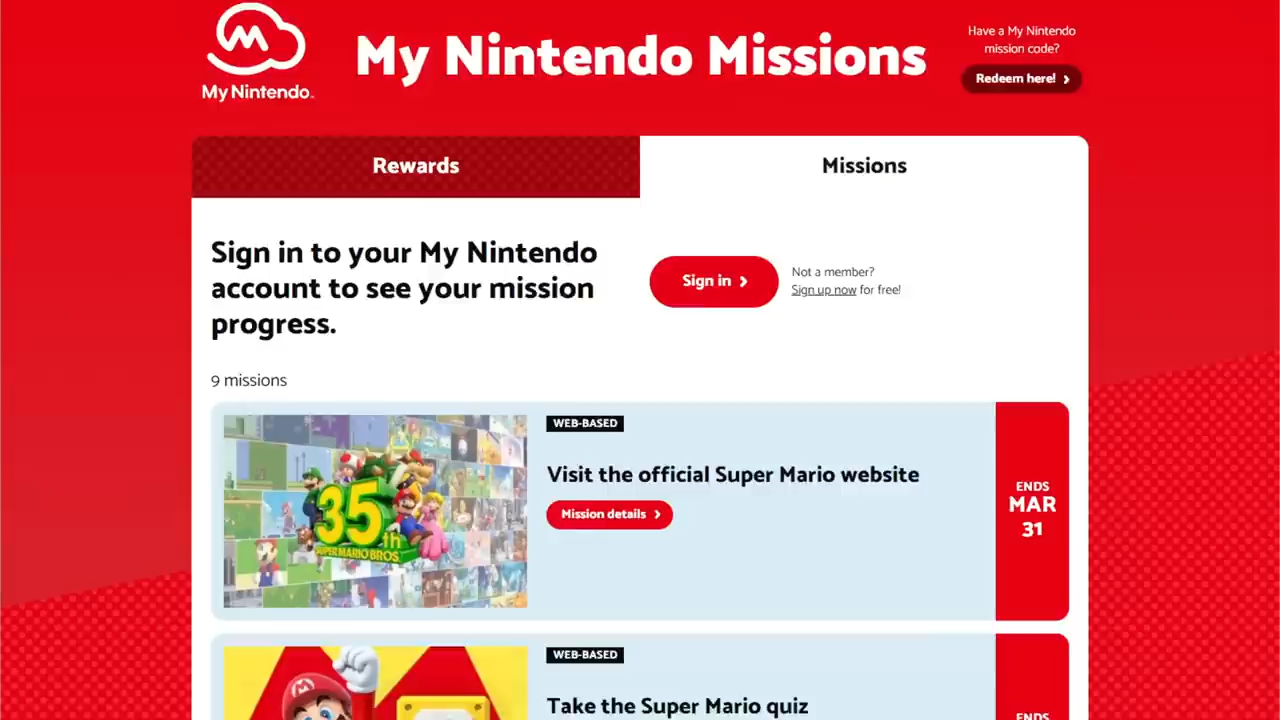 My Nintendo
My Nintendo Missions
Have a My Nintendo
mission code?
Redeem here!
Rewards
Missions
Sign in to your My Nintendo
account to see your mission
progress.
Sign in
Not a member?
Sign up now for free!
9 missions
35th
SUPER MARIO BROS.
WEB-BASED
Visit the official Super Mario website
Mission details
ENDS
MAR
31
WEB-BASED
Take the Super Mario quiz
ENDS